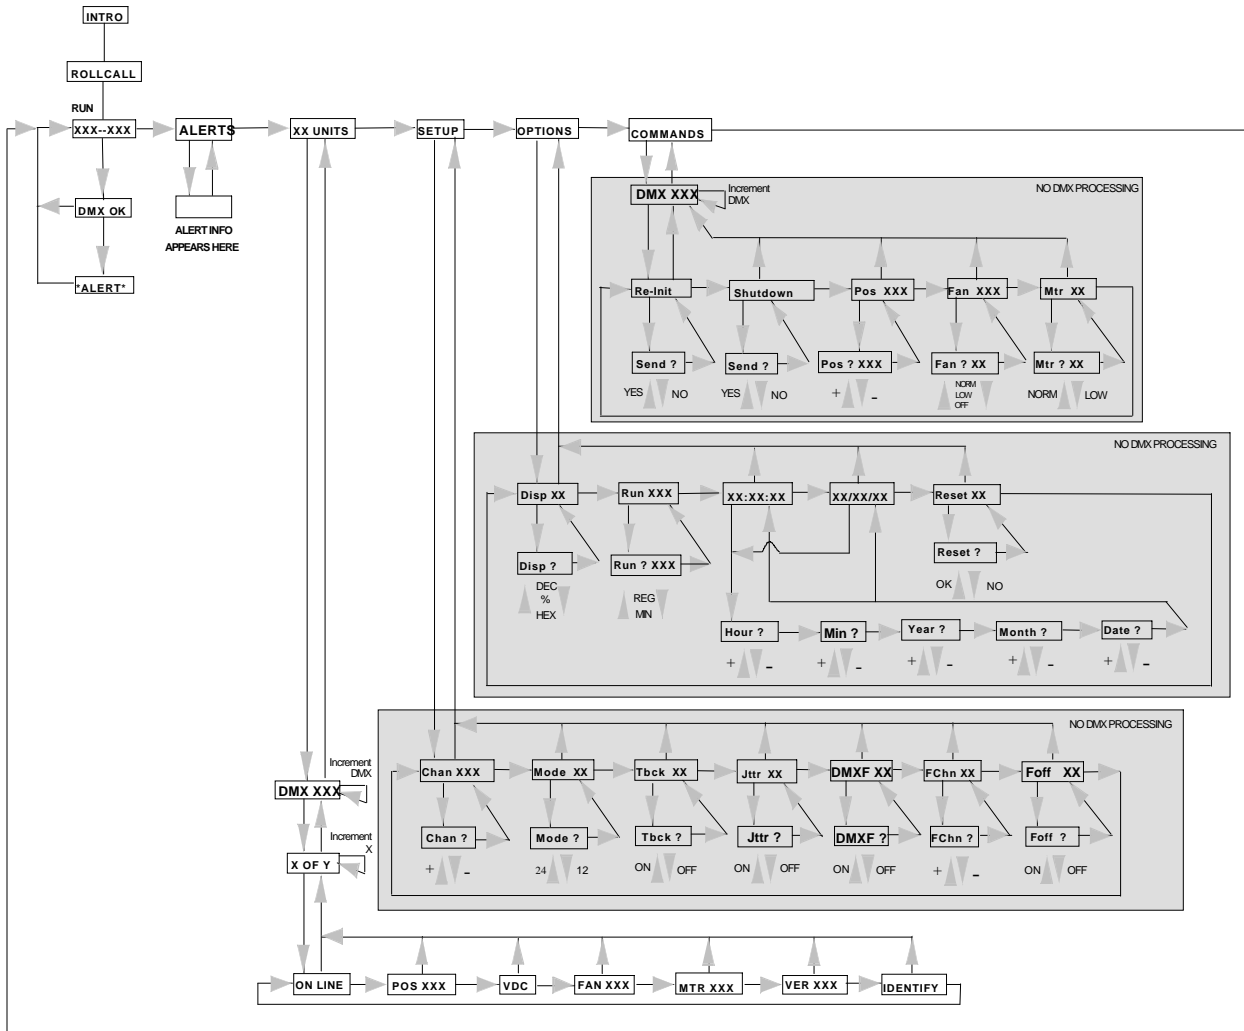 INTRO
ROLLCALL
RUN
XXX--XXX
ALERTS
XX UNITS
SETUP
OPTIONS
COMMANDS
DMX OK
*ALERT*
ALERT INFO
APPEARS HERE
NO DMX PROCESSING
DMX XXX
Increment
DMX
Re-Init
Shutdown
Pos XXX
Fan XXX
Mtr XX
Send ?
Send ?
Pos ? XXX
Fan ? XX
Mtr ? XX
YES NO
YES NO
+ -
NORM
LOW
OFF
NORM LOW
NO DMX PROCESSING
Disp XX
Run XXX
XX:XX:XX
XX/XX/XX
Reset XX
Disp ?
Run ? XXX
Reset ?
DEC
%
HEX
REG
MIN
OK NO
Hour ?
Min ?
Year ?
Month ?
Date ?
+ -
+ -
+ -
+ -
+ -
NO DMX PROCESSING
Chan XXX
Mode XX
Tbck XX
Jttr XX
DMXF XX
FChn XX
Foff XX
Chan ?
Mode ?
Tbck ?
Jttr ?
DMXF ?
FChn ?
Foff ?
+ -
24 12
ON OFF
ON OFF
ON OFF
+ -
ON OFF
Increment
DMX
DMX XXX
Increment
X
X OF Y
ON LINE
POS XXX
VDC
FAN XXX
MTR XXX
VER XXX
IDENTIFY